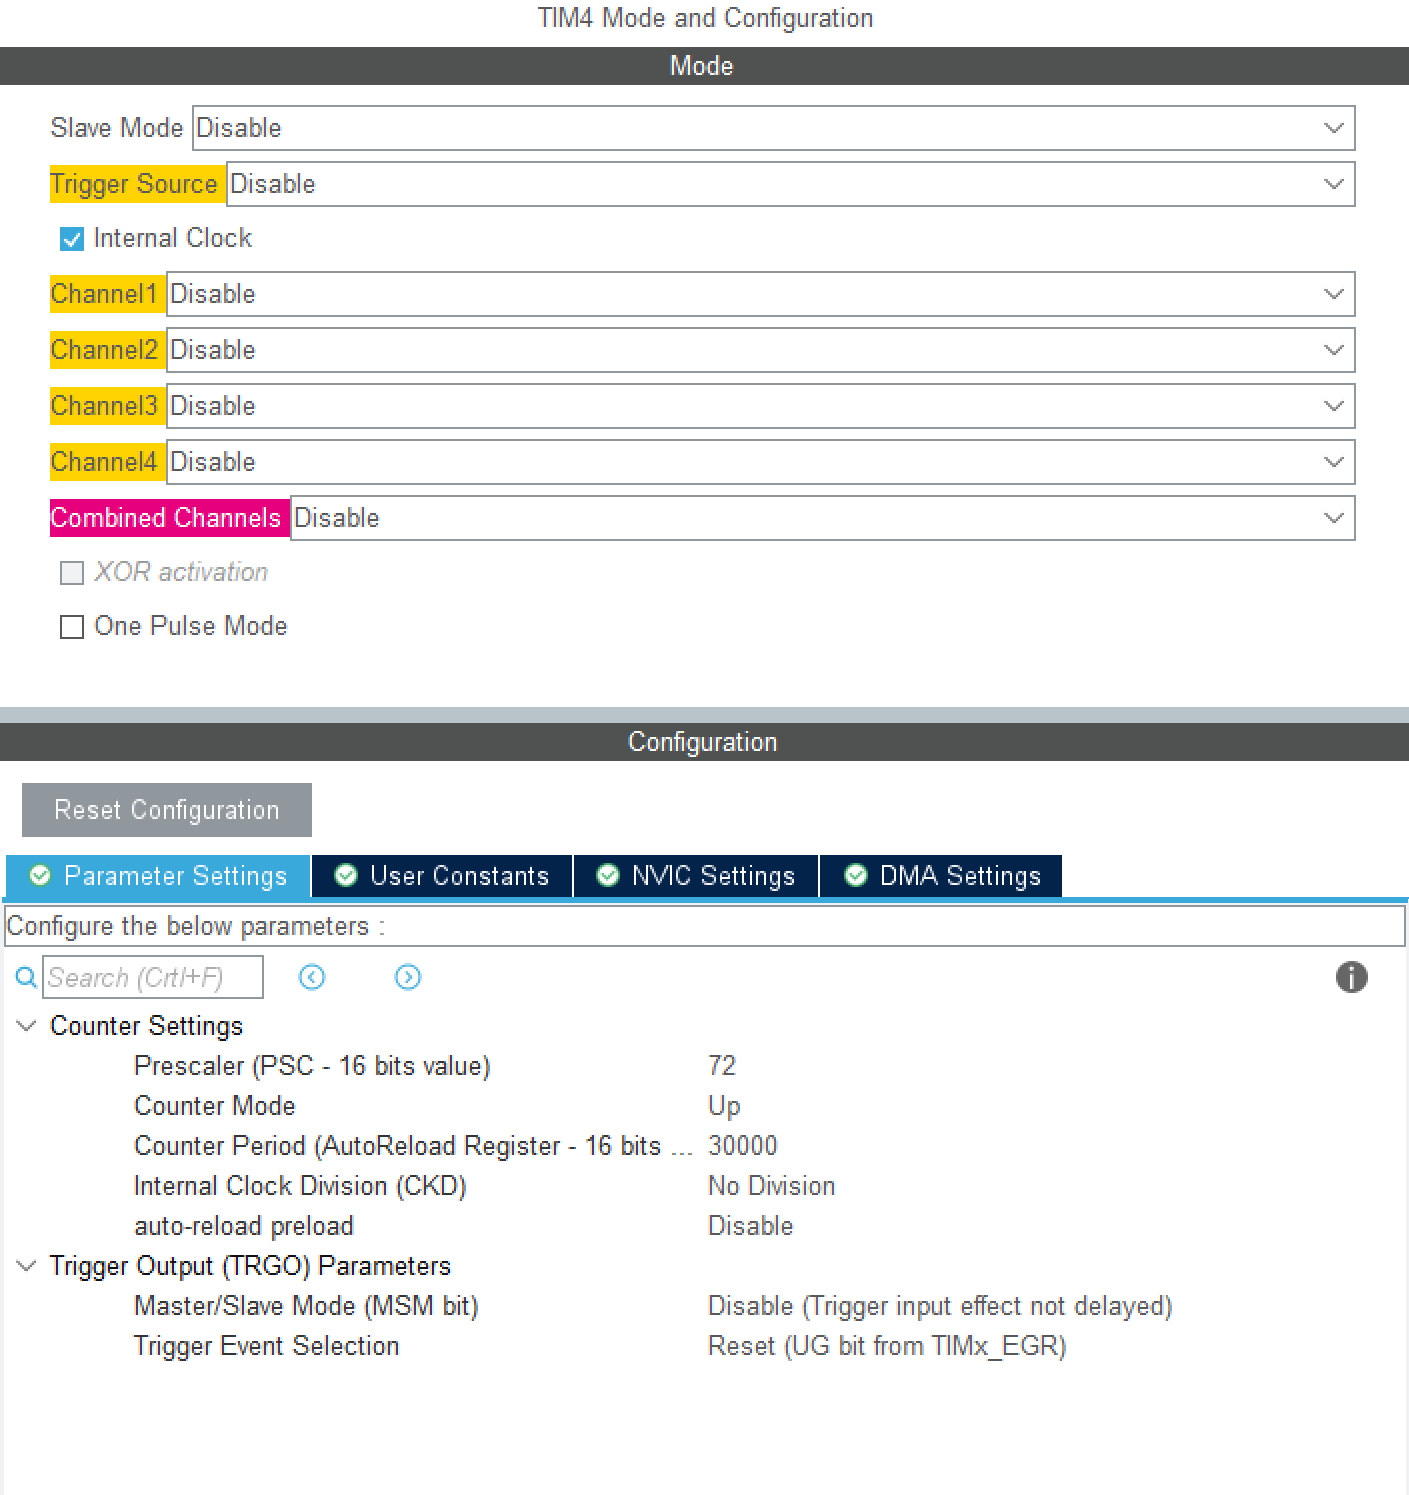 TIM4 Mode and Configuration
Mode
Slave Mode Disable
Trigger Source Disable
Internal Clock
Channel1 Disable
Channel2 Disable
Channel3 Disable
Channel4 Disable
Combined Channels Disable
XOR activation
One Pulse Mode
Configuration
Reset Configuration
Parameter Settings User Constants NVIC Settings DMA Settings
Configure the below parameters :
Search (CrtI+F)
Counter Settings
Prescaler (PSC - 16 bits value) 72
Counter Mode Up
Counter Period (AutoReload Register - 16 bits ... 30000
Internal Clock Division (CKD) No Division
auto-reload preload Disable
Trigger Output (TRGO) Parameters
Master/Slave Mode (MSM bit) Disable (Trigger input effect not delayed)
Trigger Event Selection Reset (UG bit from TIMx_EGR)